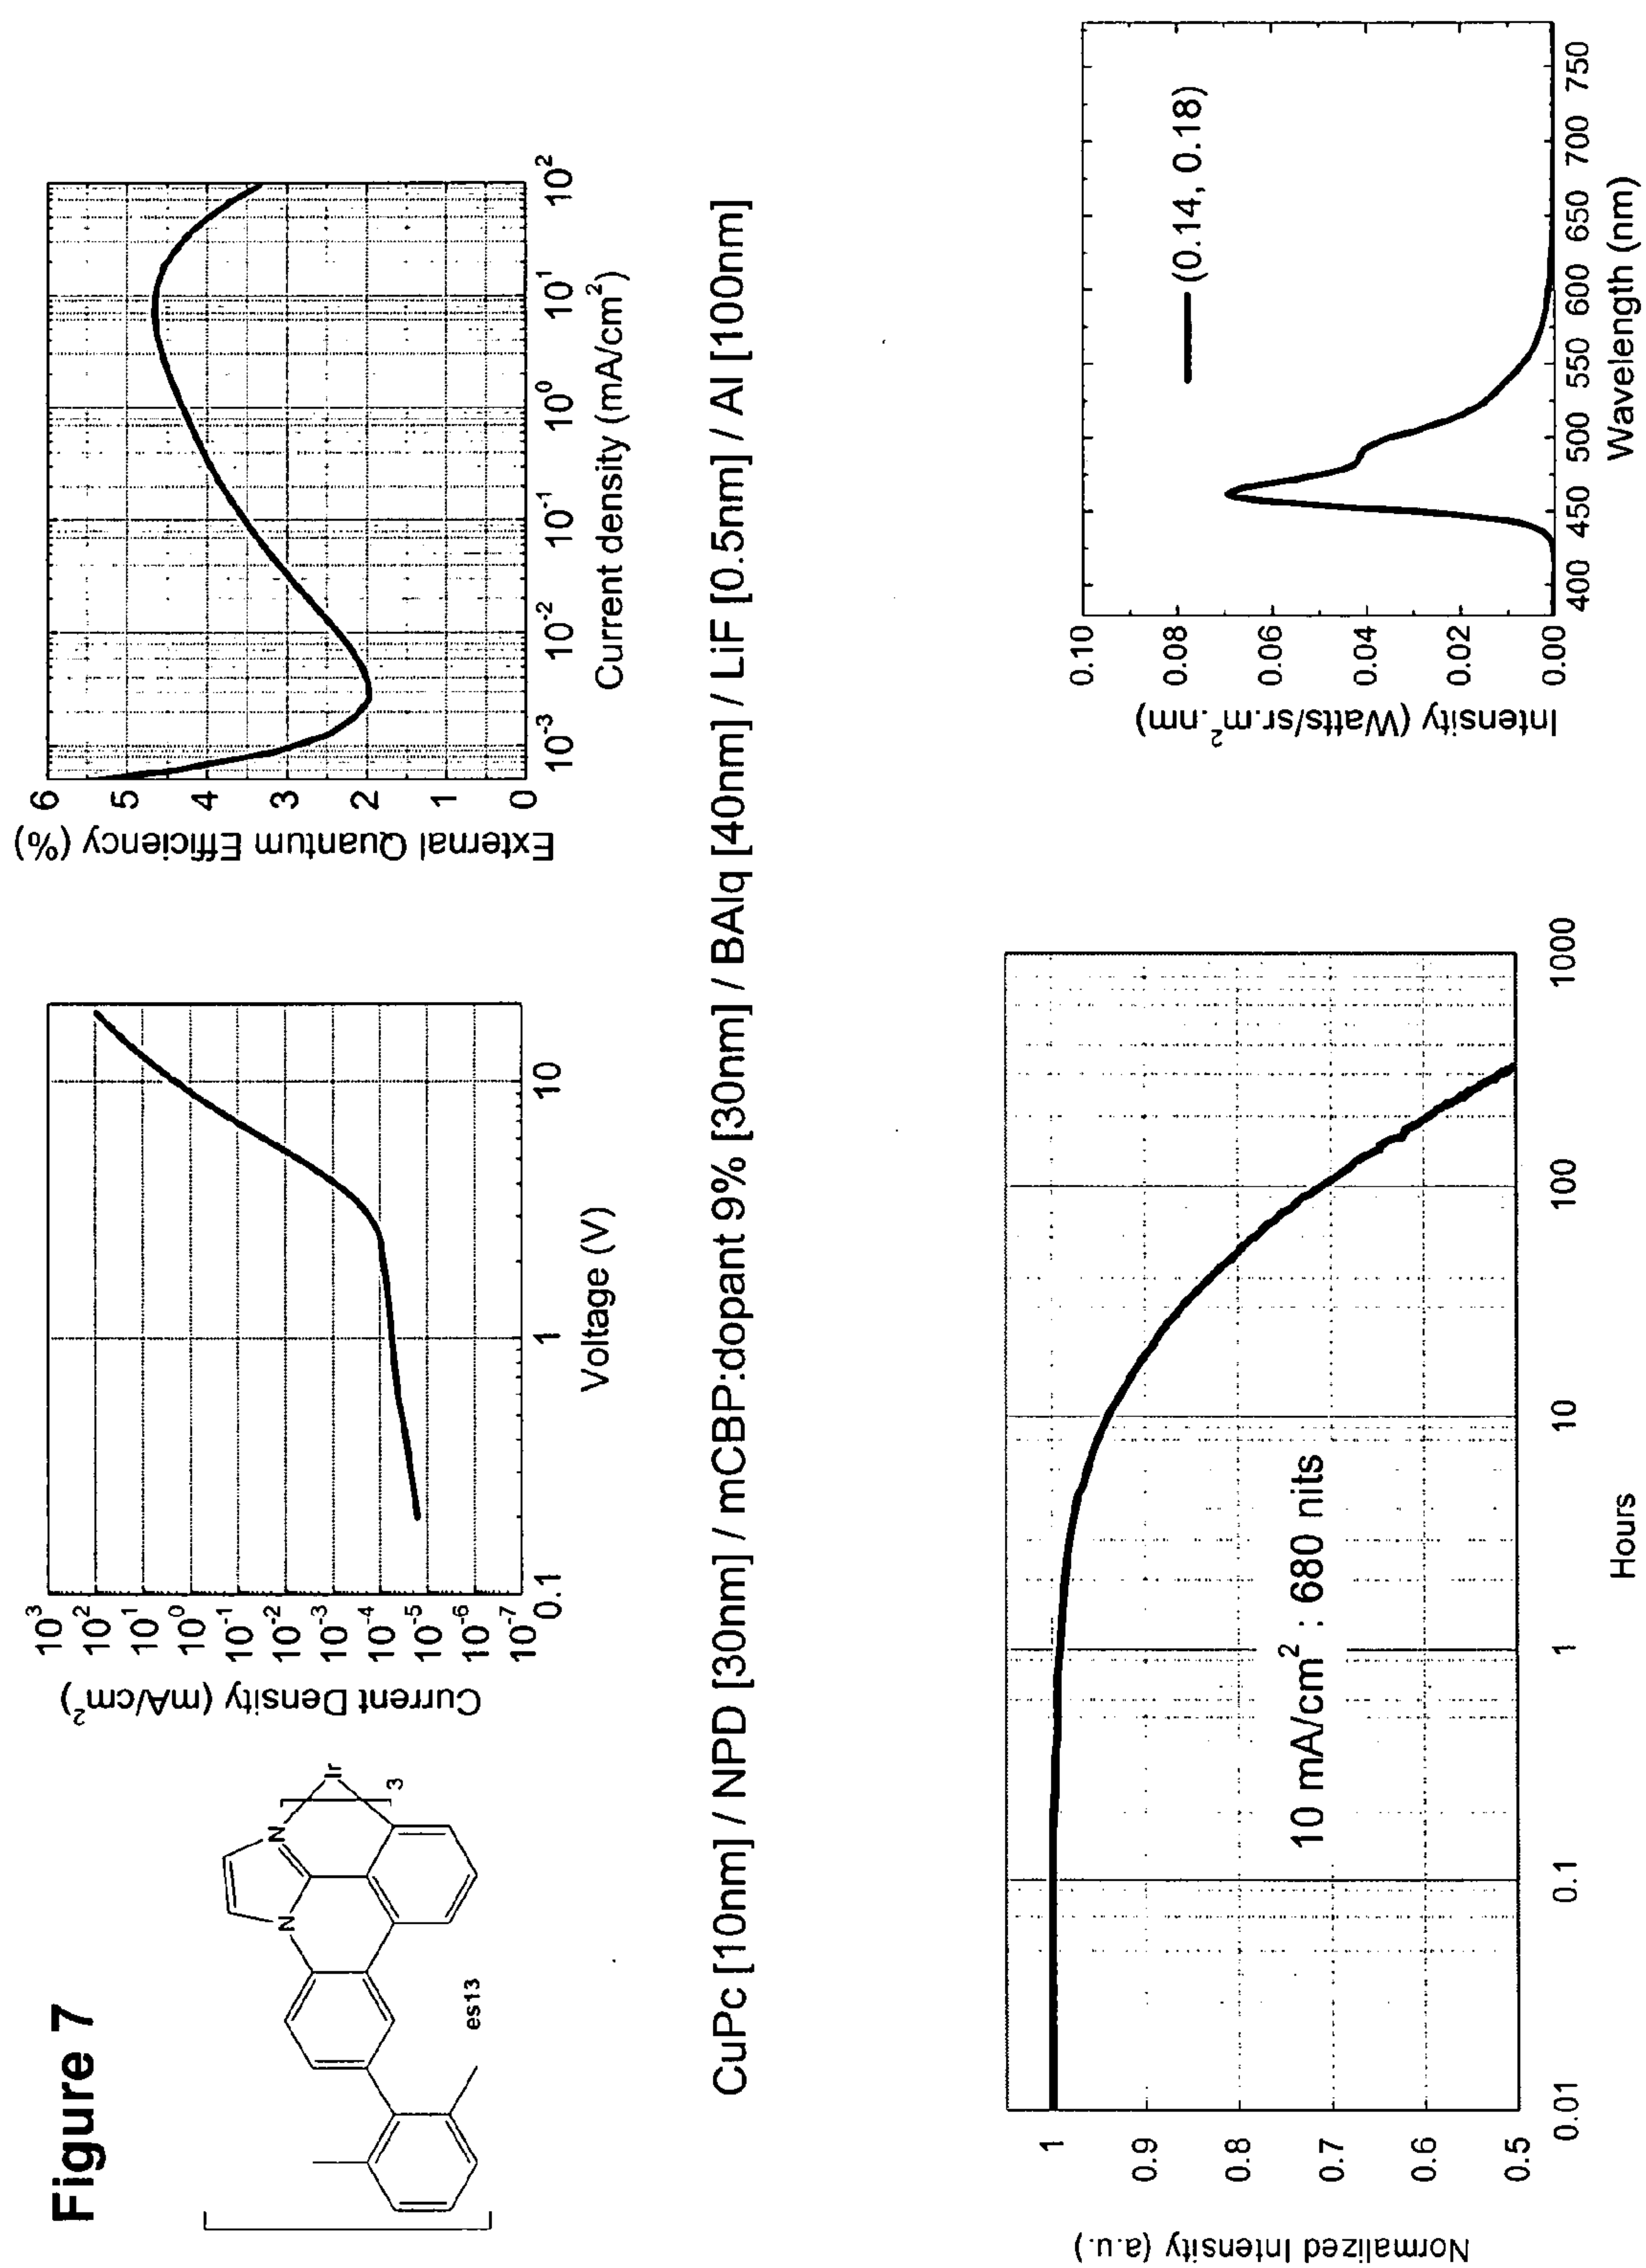 Figure 7
N
N
Ir
3
es13
Current Density (mA/cm²)
10³
10²
10¹
10⁰
10⁻¹
10⁻²
10⁻³
10⁻⁴
10⁻⁵
10⁻⁶
10⁻⁷
0.1 1 10
Voltage (V)
External Quantum Efficiency (%)
6
5
4
3
2
1
0
10⁻³ 10⁻² 10⁻¹ 10⁰ 10¹ 10²
Current density (mA/cm²)
CuPc [10nm] / NPD [30nm] / mCBP:dopant 9% [30nm] / BAlq [40nm] / LiF [0.5nm] / Al [100nm]
Normalized Intensity (a.u.)
1
0.9
0.8
0.7
0.6
0.5
10 mA/cm² : 680 nits
0.01 0.1 1 10 100 1000
Hours
Intensity (Watts/sr.m².nm)
0.10
0.08
0.06
0.04
0.02
0.00
(0.14, 0.18)
400 450 500 550 600 650 700 750
Wavelength (nm)